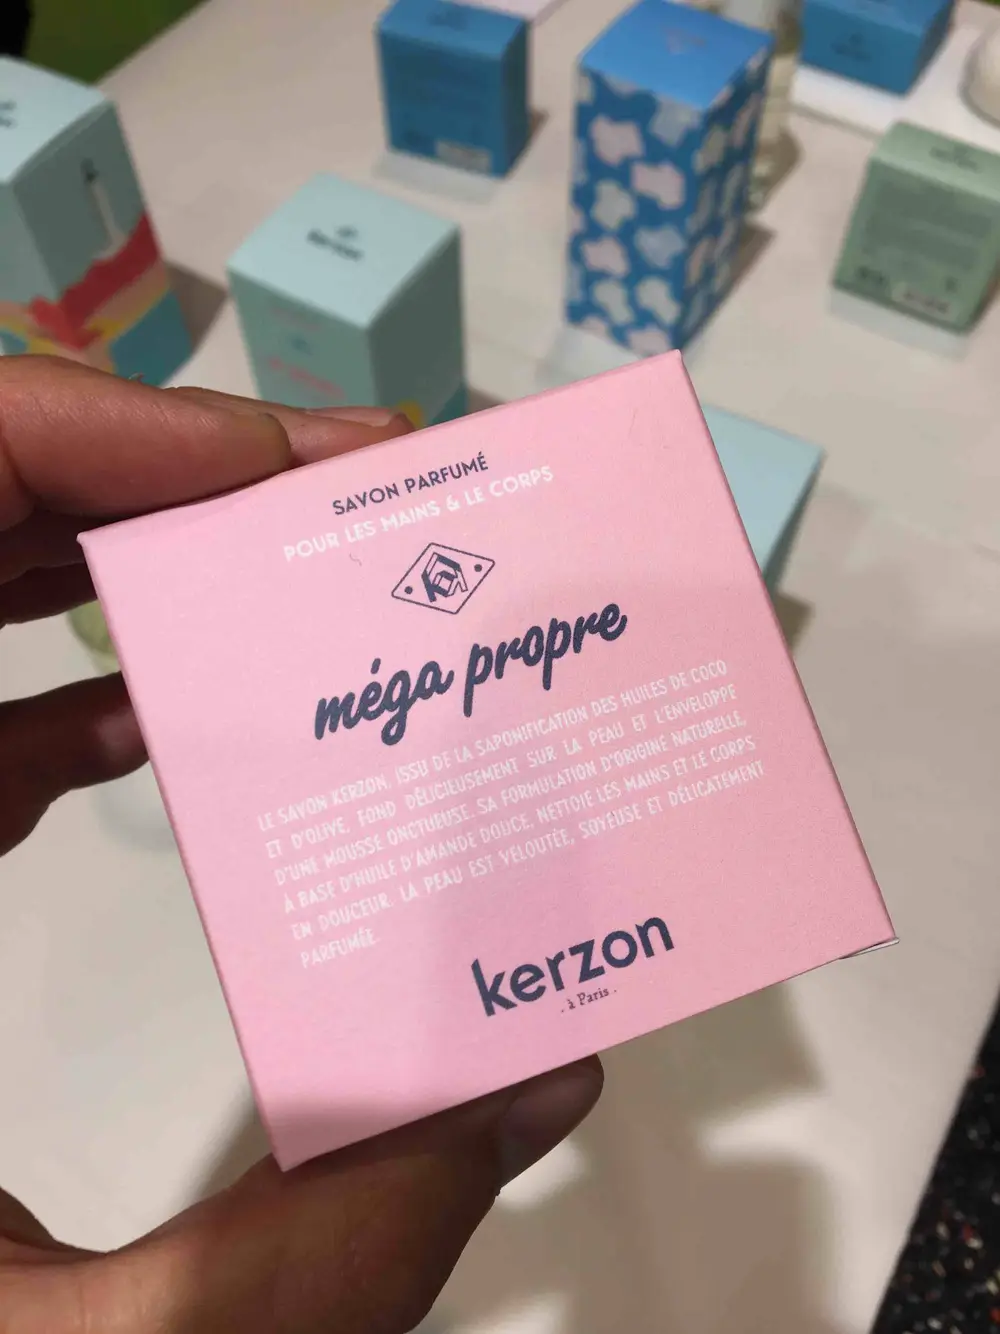 kerzon
SAVON PARFUMÉ
POUR LES MAINS & LE CORPS
méga propre
LE SAVON KERZON, ISSU DE LA SAPONIFICATION DES HUILES DE COCO
ET D'OLIVE, FOND DÉLICIEUSEMENT SUR LA PEAU ET L'ENVELOPPE
D'UNE MOUSSE ONCTUEUSE. SA FORMULATION D'ORIGINE NATURELLE,
À BASE D'HUILE D'AMANDE DOUCE, NETTOIE LES MAINS ET LE CORPS
EN DOUCEUR. LA PEAU EST VELOUTÉE, SOYEUSE ET DÉLICATEMENT
PARFUMÉE.
kerzon
. à Paris .